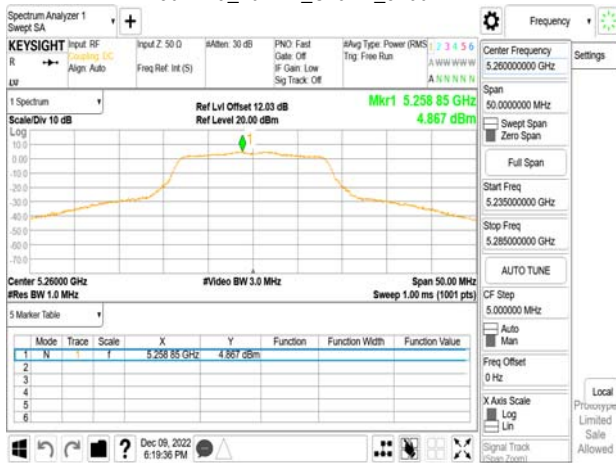 Spectrum Analyzer 1
Swept SA
+
Frequency
Settings
KEYSIGHT
R
Input: RF
Coupling: DC
Align: Auto
Input Z: 50 Ω
Freq Ref: Int (S)
#Atten: 30 dB
PNO: Fast
Gate: Off
IF Gain: Low
Sig Track: Off
#Avg Type: Power (RMS
Trig: Free Run
1 2 3 4 5 6
A W W W W W
A N N N N N
1 Spectrum
Scale/Div 10 dB
Ref Lvl Offset 12.03 dB
Ref Level 20.00 dBm
Mkr1 5.258 85 GHz
4.867 dBm
Log
10.0
0.00
-10.0
-20.0
-30.0
-40.0
-50.0
-60.0
-70.0
1
Center 5.26000 GHz
#Res BW 1.0 MHz
#Video BW 3.0 MHz
Span 50.00 MHz
Sweep 1.00 ms (1001 pts)
5 Marker Table
Mode Trace Scale X Y Function Function Width Function Value
1 N 1 f 5.258 85 GHz 4.867 dBm
2
3
4
5
6
Center Frequency
5.260000000 GHz
Span
50.0000000 MHz
Swept Span
Zero Span
Full Span
Start Freq
5.235000000 GHz
Stop Freq
5.285000000 GHz
AUTO TUNE
CF Step
5.000000 MHz
Auto
Man
Freq Offset
0 Hz
X Axis Scale
Log
Lin
Signal Track
(Span Zoom)
Local
Prototype
Limited
Sale
Allowed
?
Dec 09, 2022
6:19:36 PM